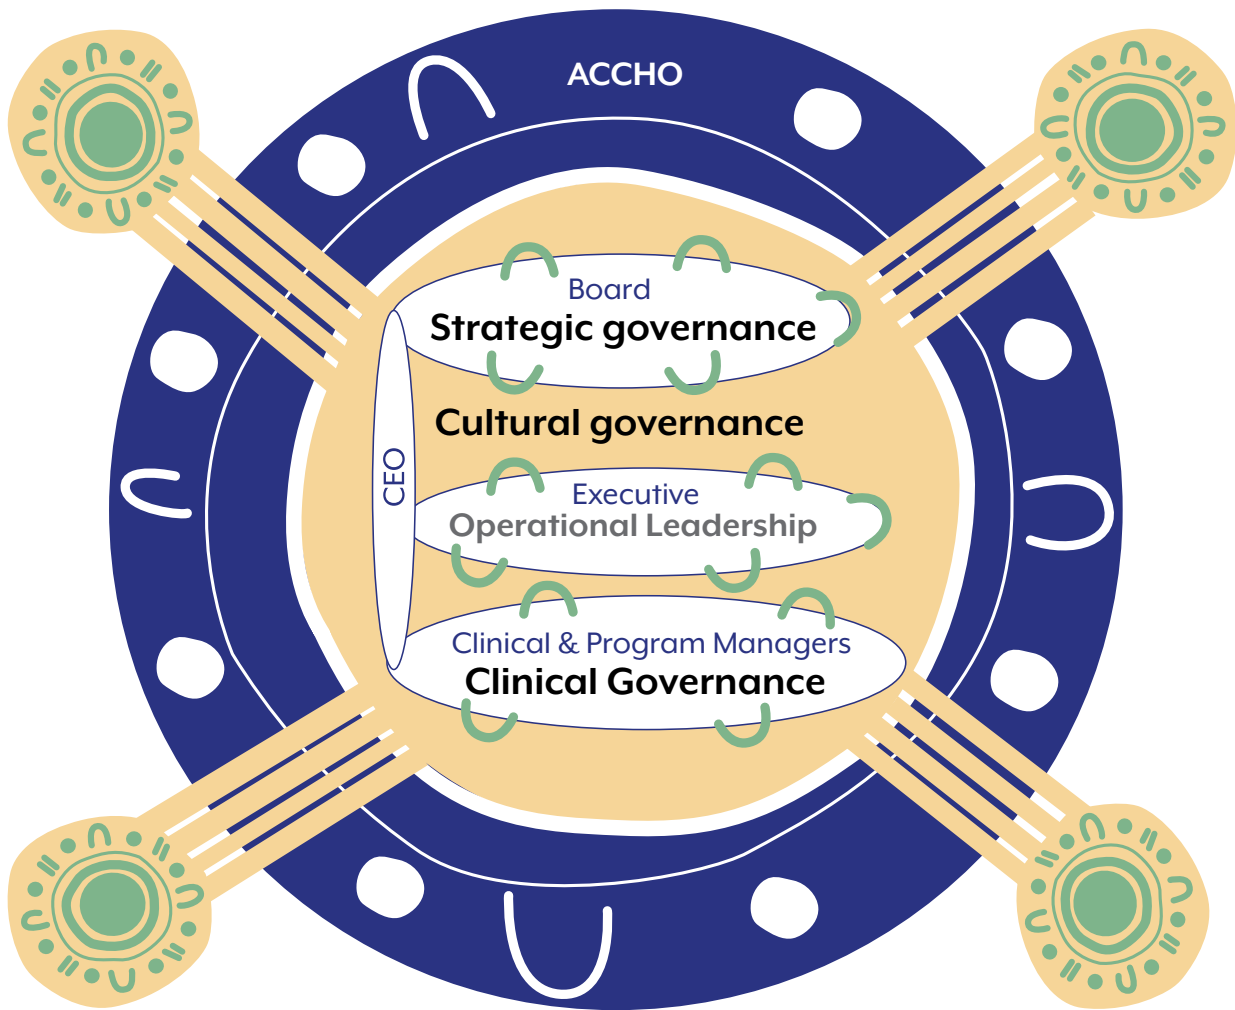 ACCHO
Board
Strategic governance
Cultural governance
CEO
Executive
Operational Leadership
Clinical & Program Managers
Clinical Governance